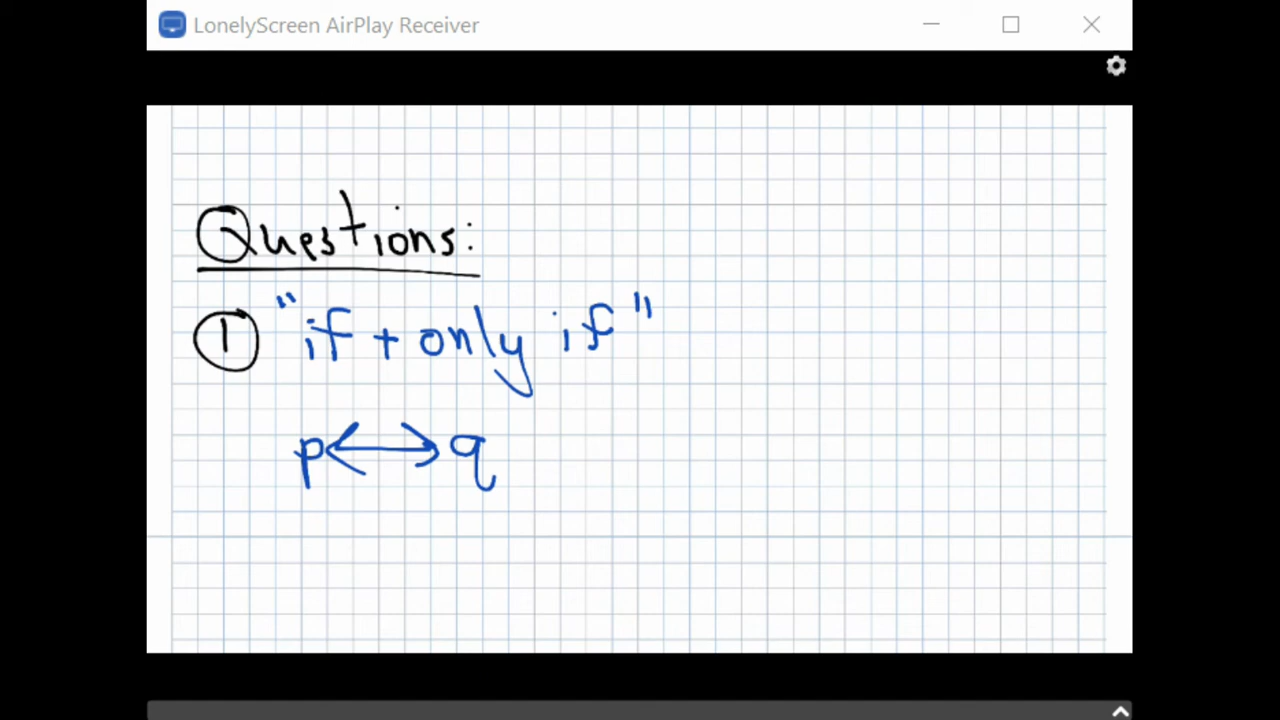 LonelyScreen AirPlay Receiver
Questions:
① "if + only if"
p ↔ q